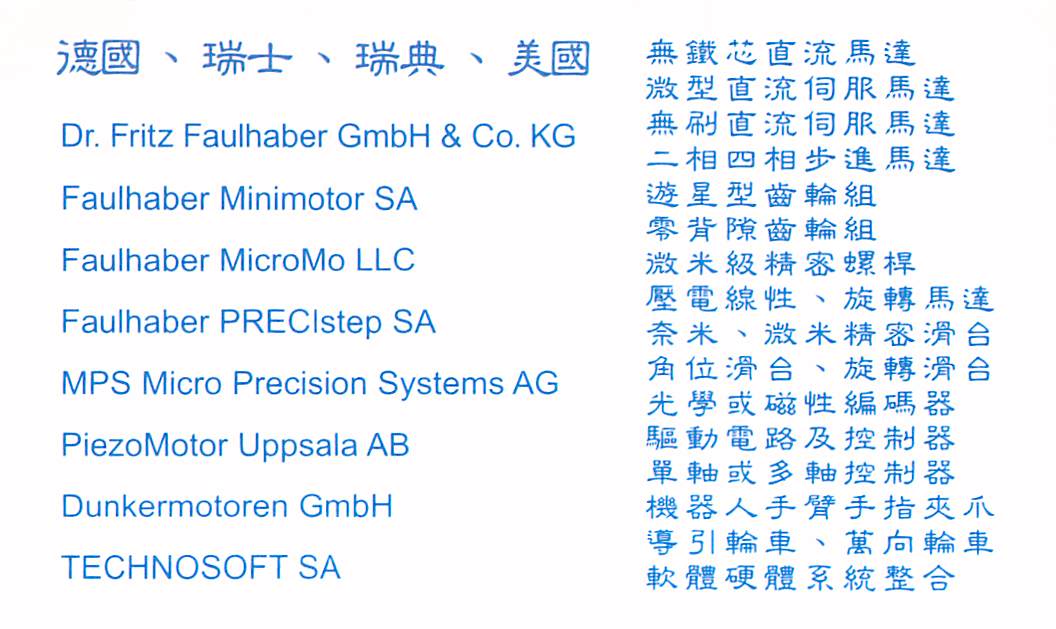 德國、瑞士、瑞典、美國
Dr. Fritz Faulhaber GmbH & Co. KG
Faulhaber Minimotor SA
Faulhaber MicroMo LLC
Faulhaber PRECIstep SA
MPS Micro Precision Systems AG
PiezoMotor Uppsala AB
Dunkermotoren GmbH
TECHNOSOFT SA
無鐵芯直流馬達
微型直流伺服馬達
無刷直流伺服馬達
二相四相步進馬達
遊星型齒輪組
零背隙齒輪組
微米級精密螺桿
壓電線性、旋轉馬達
奈米、微米精密滑台
角位滑台、旋轉滑台
光學或磁性編碼器
驅動電路及控制器
單軸或多軸控制器
機器人手臂手指夾爪
導引輪車、萬向輪車
軟體硬體系統整合